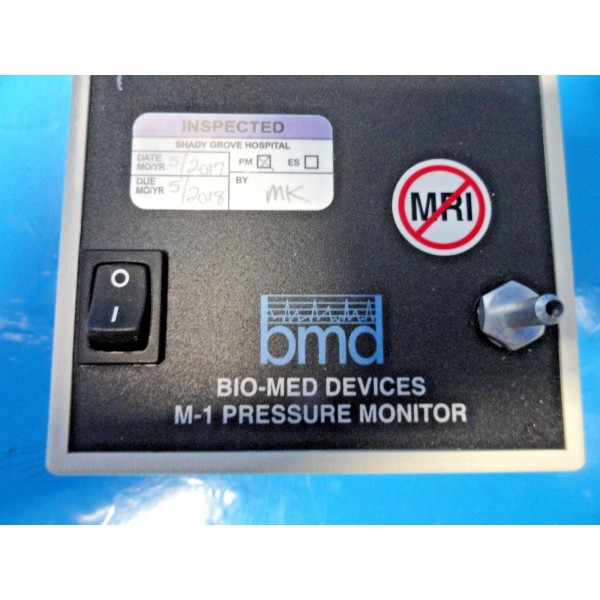 INSPECTED
SHADY GROVE HOSPITAL
DATE MO/YR 5/2017 PM ☒ ES ☐
DUE MO/YR 5/2018 BY MK
MRI
O
I
bmd
BIO-MED DEVICES
M-1 PRESSURE MONITOR